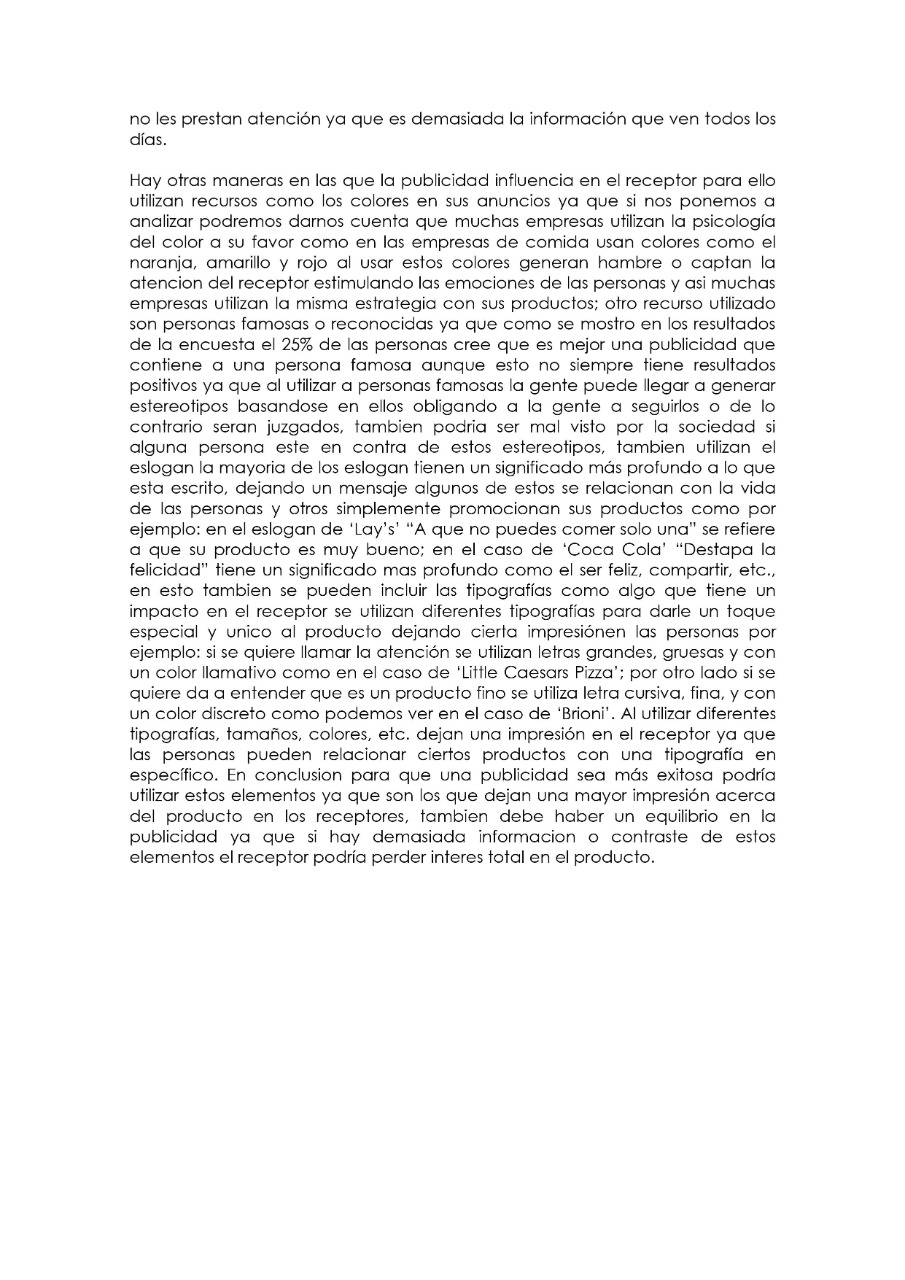 no les prestan atención ya que es demasiada la información que ven todos los
días.
Hay otras maneras en las que la publicidad influencia en el receptor para ello
utilizan recursos como los colores en sus anuncios ya que si nos ponemos a
analizar podremos darnos cuenta que muchas empresas utilizan la psicología
del color a su favor como en las empresas de comida usan colores como el
naranja, amarillo y rojo al usar estos colores generan hambre o captan la
atencion del receptor estimulando las emociones de las personas y asi muchas
empresas utilizan la misma estrategia con sus productos; otro recurso utilizado
son personas famosas o reconocidas ya que como se mostro en los resultados
de la encuesta el 25% de las personas cree que es mejor una publicidad que
contiene a una persona famosa aunque esto no siempre tiene resultados
positivos ya que al utilizar a personas famosas la gente puede llegar a generar
estereotipos basandose en ellos obligando a la gente a seguirlos o de lo
contrario seran juzgados, tambien podria ser mal visto por la sociedad si
alguna persona este en contra de estos estereotipos, tambien utilizan el
eslogan la mayoria de los eslogan tienen un significado más profundo a lo que
esta escrito, dejando un mensaje algunos de estos se relacionan con la vida
de las personas y otros simplemente promocionan sus productos como por
ejemplo: en el eslogan de ‘Lay’s’ “A que no puedes comer solo una” se refiere
a que su producto es muy bueno; en el caso de ‘Coca Cola’ “Destapa la
felicidad” tiene un significado mas profundo como el ser feliz, compartir, etc.,
en esto tambien se pueden incluir las tipografías como algo que tiene un
impacto en el receptor se utilizan diferentes tipografías para darle un toque
especial y unico al producto dejando cierta impresiónen las personas por
ejemplo: si se quiere llamar la atención se utilizan letras grandes, gruesas y con
un color llamativo como en el caso de ‘Little Caesars Pizza’; por otro lado si se
quiere da a entender que es un producto fino se utiliza letra cursiva, fina, y con
un color discreto como podemos ver en el caso de ‘Brioni’. Al utilizar diferentes
tipografías, tamaños, colores, etc. dejan una impresión en el receptor ya que
las personas pueden relacionar ciertos productos con una tipografía en
específico. En conclusion para que una publicidad sea más exitosa podría
utilizar estos elementos ya que son los que dejan una mayor impresión acerca
del producto en los receptores, tambien debe haber un equilibrio en la
publicidad ya que si hay demasiada informacion o contraste de estos
elementos el receptor podría perder interes total en el producto.